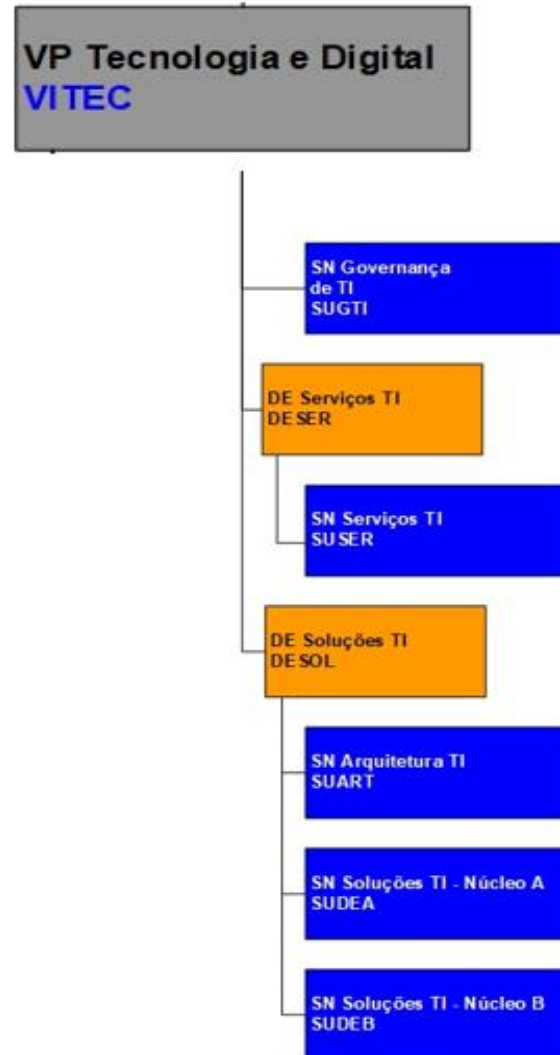 VP Tecnologia e Digital
VITEC
SN Governança
de TI
SUGTI
DE Serviços TI
DESER
SN Serviços TI
SUSER
DE Soluções TI
DESOL
SN Arquitetura TI
SUART
SN Soluções TI - Núcleo A
SUDEA
SN Soluções TI - Núcleo B
SUDEB